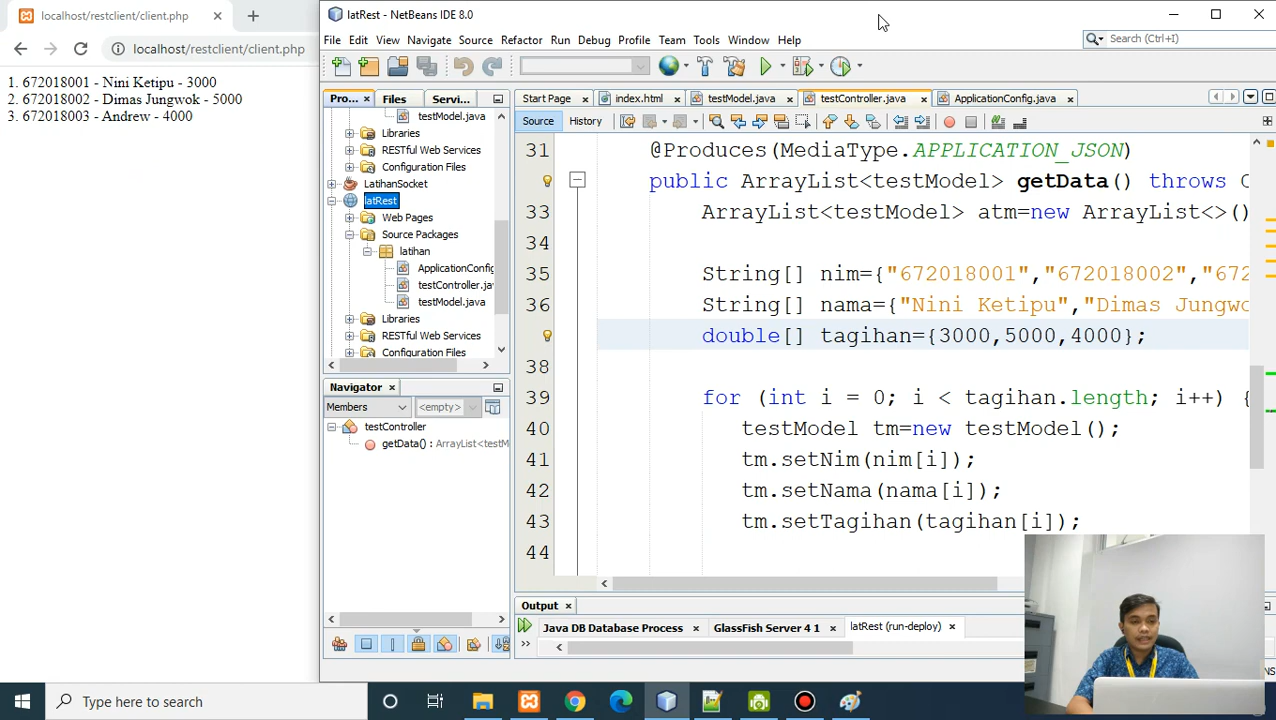 localhost/restclient/client.php
localhost/restclient/client.php
1. 672018001 - Nini Ketipu - 3000
2. 672018002 - Dimas Jungwok - 5000
3. 672018003 - Andrew - 4000
latRest - NetBeans IDE 8.0
File Edit View Navigate Source Refactor Run Debug Profile Team Tools Window Help
Search (Ctrl+I)
Pro... Files Servi...
testModel.java
Libraries
RESTful Web Services
Configuration Files
LatihanSocket
latRest
Web Pages
Source Packages
latihan
ApplicationConfig
testController.jav
testModel.java
Libraries
RESTful Web Services
Configuration Files
Navigator
Members <empty>
testController
getData() : ArrayList<testM
Start Page index.html testModel.java testController.java ApplicationConfig.java
Source History
31 @Produces(MediaType.APPLICATION_JSON)
public ArrayList<testModel> getData() throws C
33 ArrayList<testModel> atm=new ArrayList<>()
34
35 String[] nim={"672018001","672018002","672
36 String[] nama={"Nini Ketipu","Dimas Jungwo
double[] tagihan={3000,5000,4000};
38
39 for (int i = 0; i < tagihan.length; i++) {
40 testModel tm=new testModel();
41 tm.setNim(nim[i]);
42 tm.setNama(nama[i]);
43 tm.setTagihan(tagihan[i]);
44
Output
Java DB Database Process GlassFish Server 4 1 latRest (run-deploy)
Type here to search